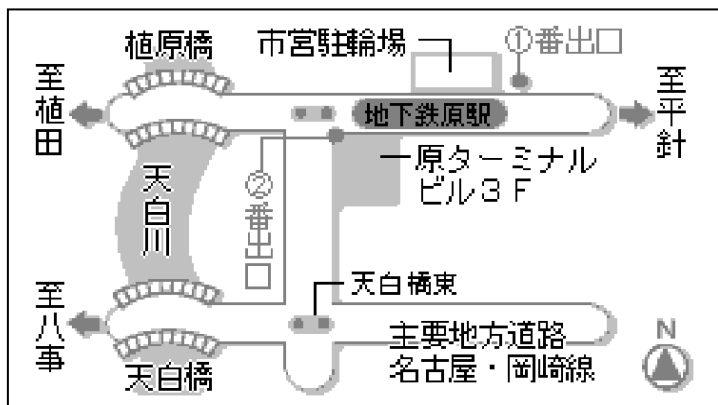 植原橋
市営駐輪場
①番出口
至植田
地下鉄原駅
至平針
原ターミナル
ビル3F
天白川
②番出口
天白橋東
至八事
主要地方道路
名古屋・岡崎線
天白橋
N